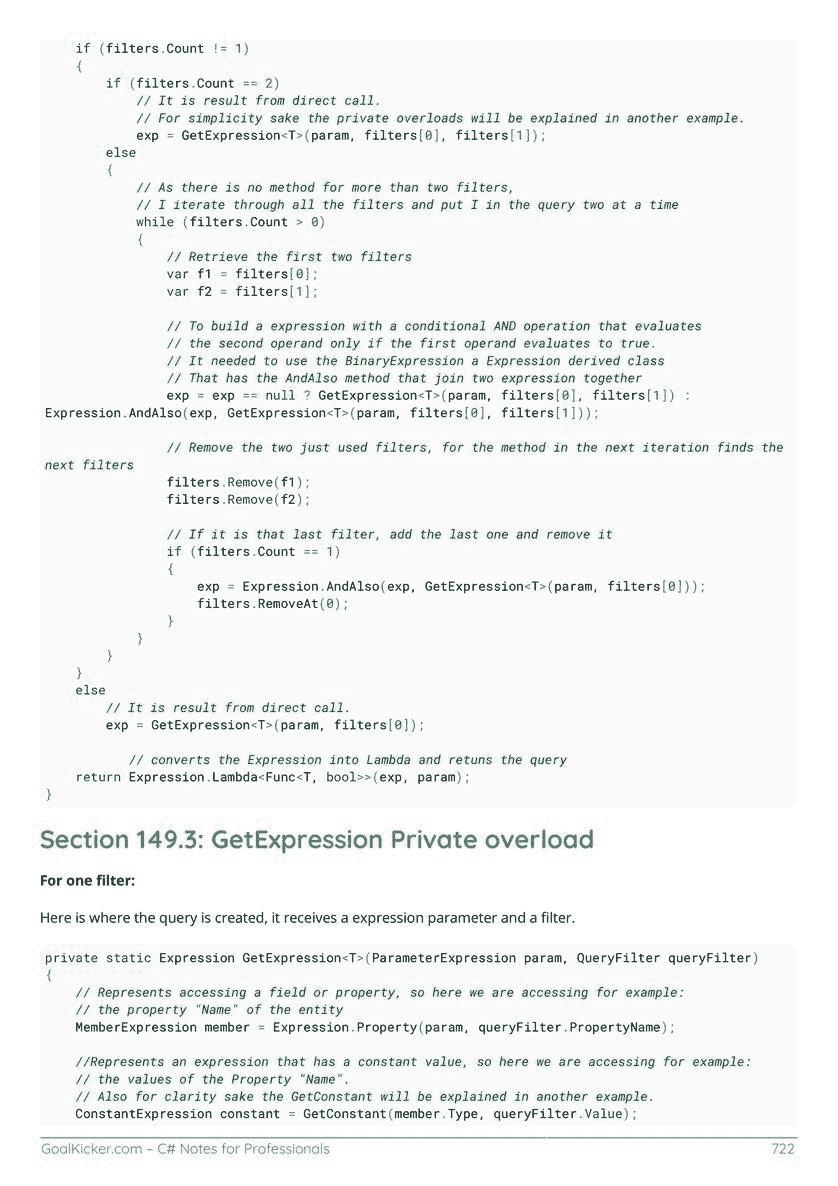 if (filters.Count != 1)
    {
        if (filters.Count == 2)
            // It is result from direct call.
            // For simplicity sake the private overloads will be explained in another example.
            exp = GetExpression<T>(param, filters[0], filters[1]);
        else
        {
            // As there is no method for more than two filters,
            // I iterate through all the filters and put I in the query two at a time
            while (filters.Count > 0)
            {
                // Retrieve the first two filters
                var f1 = filters[0];
                var f2 = filters[1];

                // To build a expression with a conditional AND operation that evaluates
                // the second operand only if the first operand evaluates to true.
                // It needed to use the BinaryExpression a Expression derived class
                // That has the AndAlso method that join two expression together
                exp = exp == null ? GetExpression<T>(param, filters[0], filters[1]) :
Expression.AndAlso(exp, GetExpression<T>(param, filters[0], filters[1]));

                // Remove the two just used filters, for the method in the next iteration finds the
next filters
                filters.Remove(f1);
                filters.Remove(f2);

                // If it is that last filter, add the last one and remove it
                if (filters.Count == 1)
                {
                    exp = Expression.AndAlso(exp, GetExpression<T>(param, filters[0]));
                    filters.RemoveAt(0);
                }
            }
        }
    }
    else
        // It is result from direct call.
        exp = GetExpression<T>(param, filters[0]);

           // converts the Expression into Lambda and retuns the query
    return Expression.Lambda<Func<T, bool>>(exp, param);
}
Section 149.3: GetExpression Private overload
For one filter:
Here is where the query is created, it receives a expression parameter and a filter.
private static Expression GetExpression<T>(ParameterExpression param, QueryFilter queryFilter)
{
    // Represents accessing a field or property, so here we are accessing for example:
    // the property "Name" of the entity
    MemberExpression member = Expression.Property(param, queryFilter.PropertyName);

    //Represents an expression that has a constant value, so here we are accessing for example:
    // the values of the Property "Name".
    // Also for clarity sake the GetConstant will be explained in another example.
    ConstantExpression constant = GetConstant(member.Type, queryFilter.Value);
GoalKicker.com – C# Notes for Professionals
722